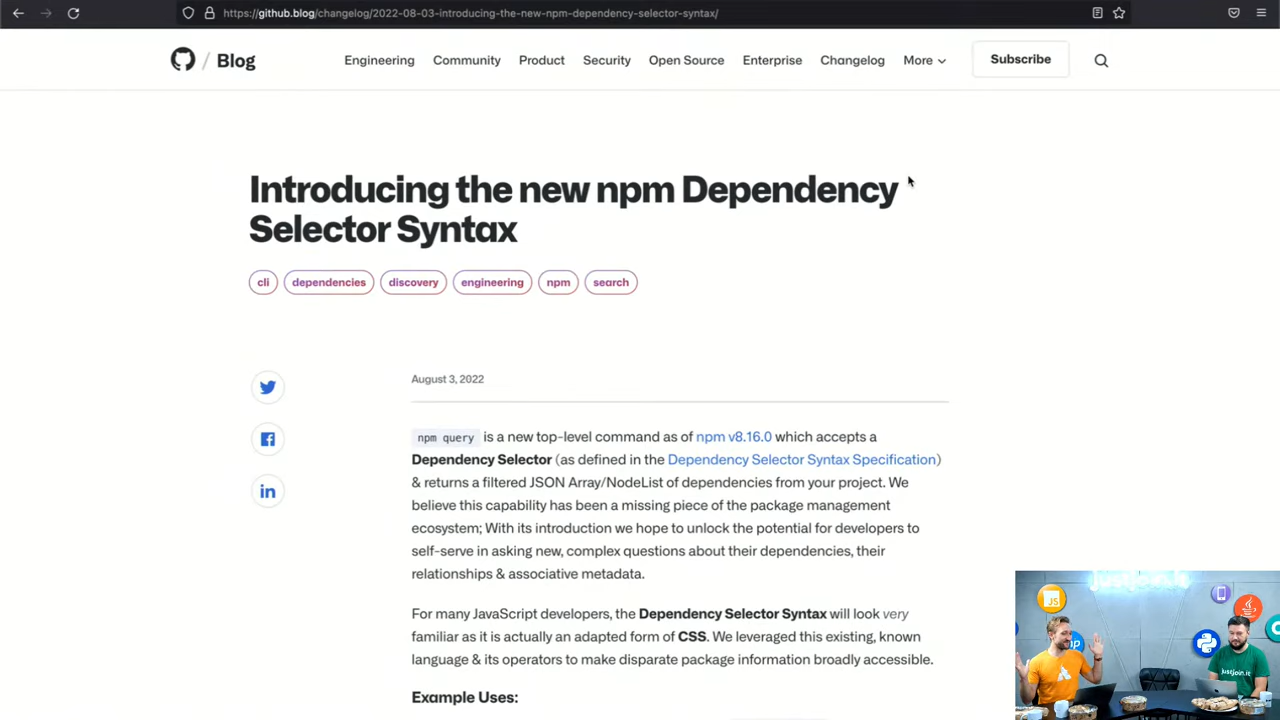 https://github.blog/changelog/2022-08-03-introducing-the-new-npm-dependency-selector-syntax/
/ Blog
Engineering Community Product Security Open Source Enterprise Changelog More Subscribe
Introducing the new npm Dependency
Selector Syntax
cli dependencies discovery engineering npm search
August 3, 2022
npm query is a new top-level command as of npm v8.16.0 which accepts a
Dependency Selector (as defined in the Dependency Selector Syntax Specification)
& returns a filtered JSON Array/NodeList of dependencies from your project. We
believe this capability has been a missing piece of the package management
ecosystem; With its introduction we hope to unlock the potential for developers to
self-serve in asking new, complex questions about their dependencies, their
relationships & associative metadata.
For many JavaScript developers, the Dependency Selector Syntax will look very
familiar as it is actually an adapted form of CSS. We leveraged this existing, known
language & its operators to make disparate package information broadly accessible.
Example Uses:
JS
justjoin.it